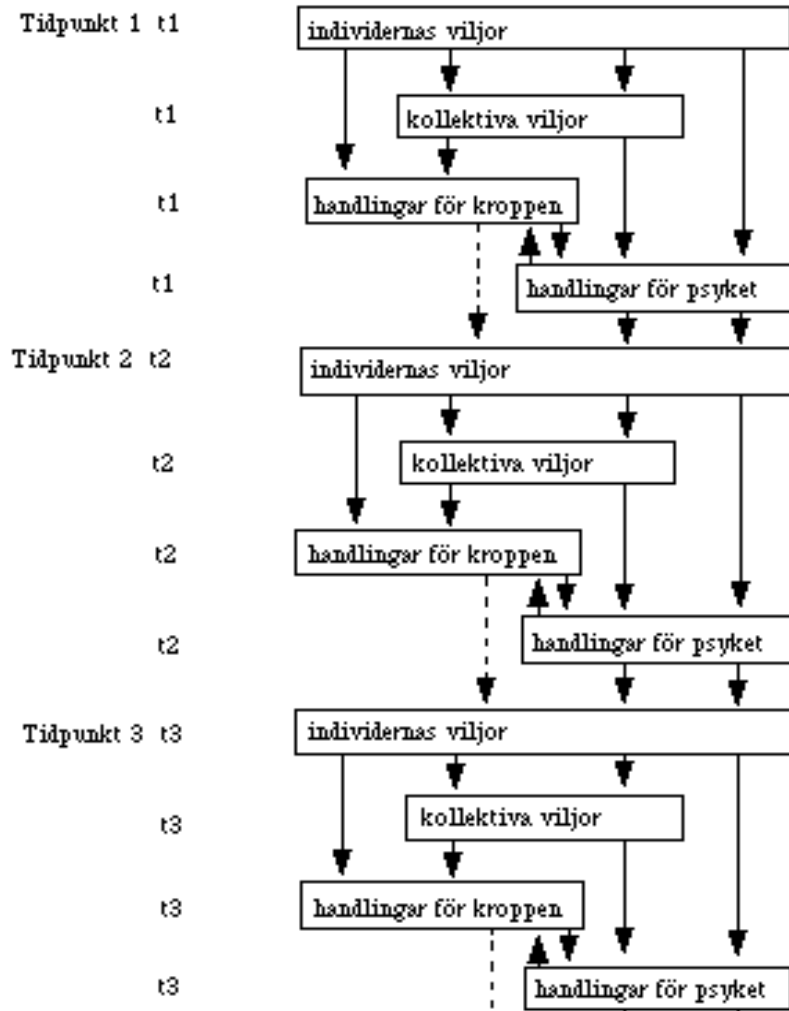 Tidpunkt 1 t1 individernas viljor
t1 kollektiva viljor
t1 handlingar för kroppen
t1 handlingar för psyket
Tidpunkt 2 t2 individernas viljor
t2 kollektiva viljor
t2 handlingar för kroppen
t2 handlingar för psyket
Tidpunkt 3 t3 individernas viljor
t3 kollektiva viljor
t3 handlingar för kroppen
t3 handlingar för psyket